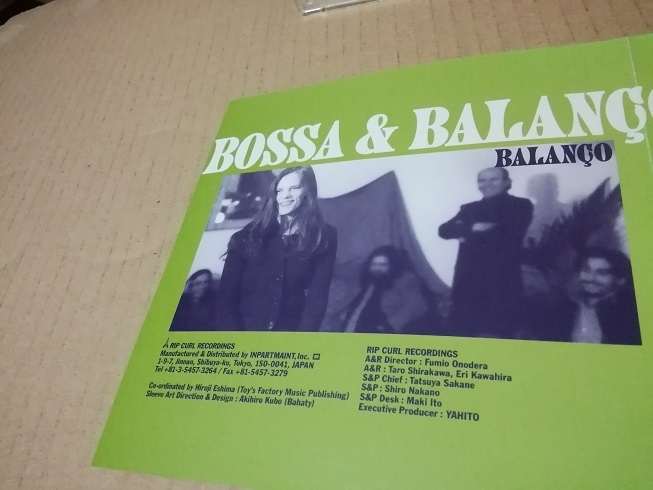 BOSSA & BALANÇO
BALANÇO
RIP CURL RECORDINGS
Manufactured & Distributed by INPARTMAINT,Inc.
1-9-7, Jinnan, Shibuya-ku, Tokyo, 150-0041, JAPAN
Tel +81-3-5457-3264 / Fax +81-5457-3279
Co-ordinated by Hiroji Eshima (Toy's Factory Music Publishing)
Sleeve Art Direction & Design : Akihiro Kubo (Bahaty)
RIP CURL RECORDINGS
A&R Director : Fumio Onodera
A&R : Taro Shirakawa, Eri Kawahira
S&P Chief : Tatsuya Sakane
S&P : Shiro Nakano
S&P Desk : Maki Ito
Executive Producer : YAHITO